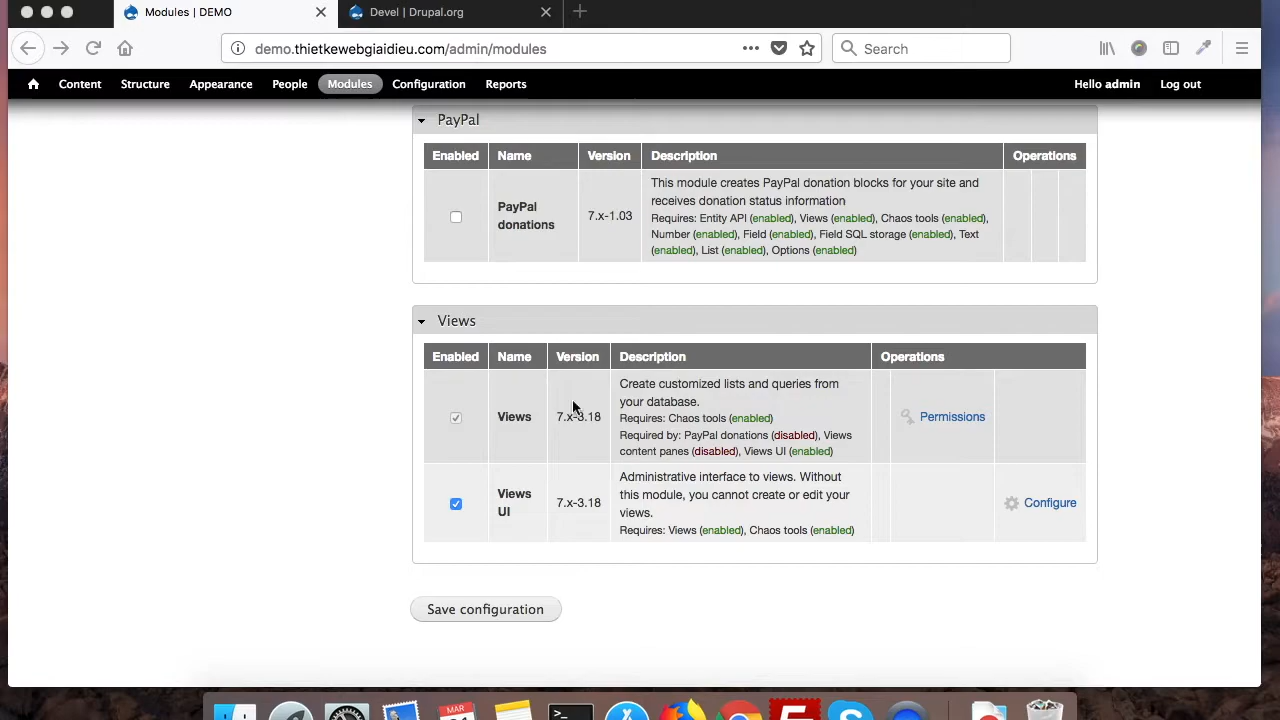 Modules | DEMO
Devel | Drupal.org
demo.thietkewebgiaidieu.com/admin/modules
Search
Content Structure Appearance People Modules Configuration Reports
Hello admin Log out
PayPal
Enabled Name Version Description Operations
PayPal
donations
7.x-1.03
This module creates PayPal donation blocks for your site and
receives donation status information
Requires: Entity API (enabled), Views (enabled), Chaos tools (enabled),
Number (enabled), Field (enabled), Field SQL storage (enabled), Text
(enabled), List (enabled), Options (enabled)
Views
Enabled Name Version Description Operations
Views
7.x-3.18
Create customized lists and queries from
your database.
Requires: Chaos tools (enabled)
Required by: PayPal donations (disabled), Views
content panes (disabled), Views UI (enabled)
Permissions
Views
UI
7.x-3.18
Administrative interface to views. Without
this module, you cannot create or edit your
views.
Requires: Views (enabled), Chaos tools (enabled)
Configure
Save configuration
MAR